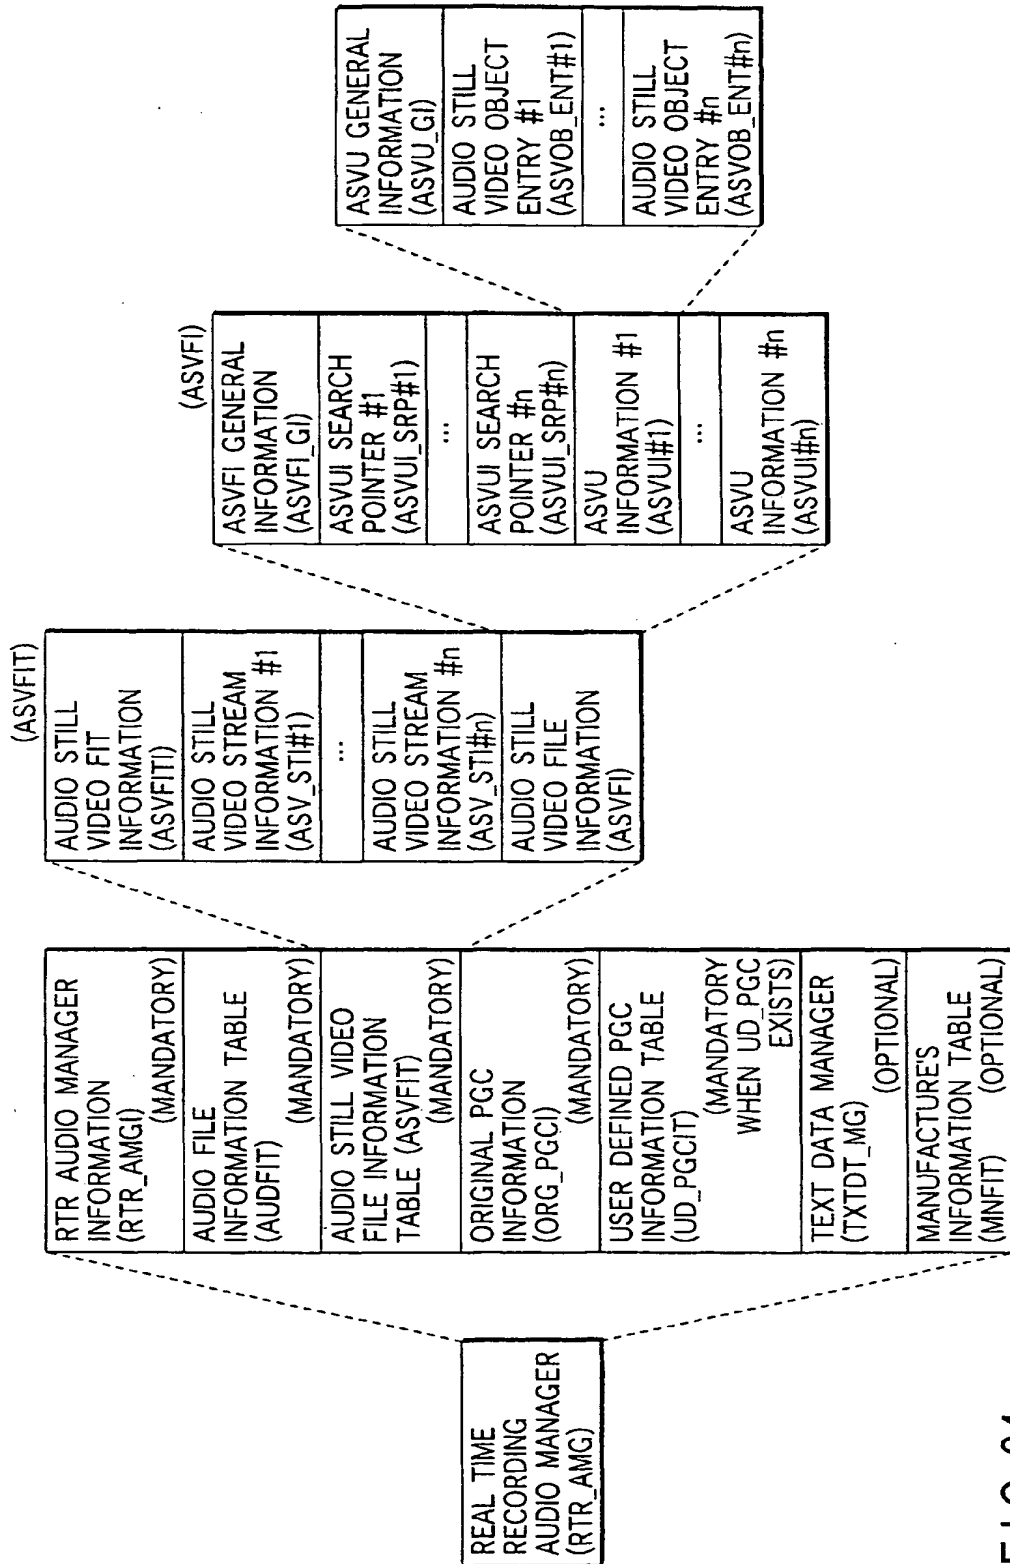 REAL TIME
RECORDING
AUDIO MANAGER
(RTR_AMG)
RTR AUDIO MANAGER
INFORMATION
(RTR_AMGI)
(MANDATORY)
AUDIO FILE
INFORMATION TABLE
(AUDFIT)
(MANDATORY)
AUDIO STILL VIDEO
FILE INFORMATION
TABLE (ASVFIT)
(MANDATORY)
ORIGINAL PGC
INFORMATION
(ORG_PGCI)
(MANDATORY)
USER DEFINED PGC
INFORMATION TABLE
(UD_PGCIT)
(MANDATORY
WHEN UD_PGC
EXISTS)
TEXT DATA MANAGER
(TXTDT_MG)
(OPTIONAL)
MANUFACTURE'S
INFORMATION TABLE
(MNFIT) (OPTIONAL)
(ASVFIT)
AUDIO STILL
VIDEO FIT
INFORMATION
(ASVFITI)
AUDIO STILL
VIDEO STREAM
INFORMATION #1
(ASV_STI#1)
...
AUDIO STILL
VIDEO STREAM
INFORMATION #n
(ASV_STI#n)
AUDIO STILL
VIDEO FILE
INFORMATION
(ASVFI)
(ASVFI)
ASVFI GENERAL
INFORMATION
(ASVFI_GI)
ASVUI SEARCH
POINTER #1
(ASVUI_SRP#1)
...
ASVUI SEARCH
POINTER #n
(ASVUI_SRP#n)
ASVU
INFORMATION #1
(ASVUI#1)
...
ASVU
INFORMATION #n
(ASVUI#n)
ASVU GENERAL
INFORMATION
(ASVU_GI)
AUDIO STILL
VIDEO OBJECT
ENTRY #1
(ASVOB_ENT#1)
...
AUDIO STILL
VIDEO OBJECT
ENTRY #n
(ASVOB_ENT#n)